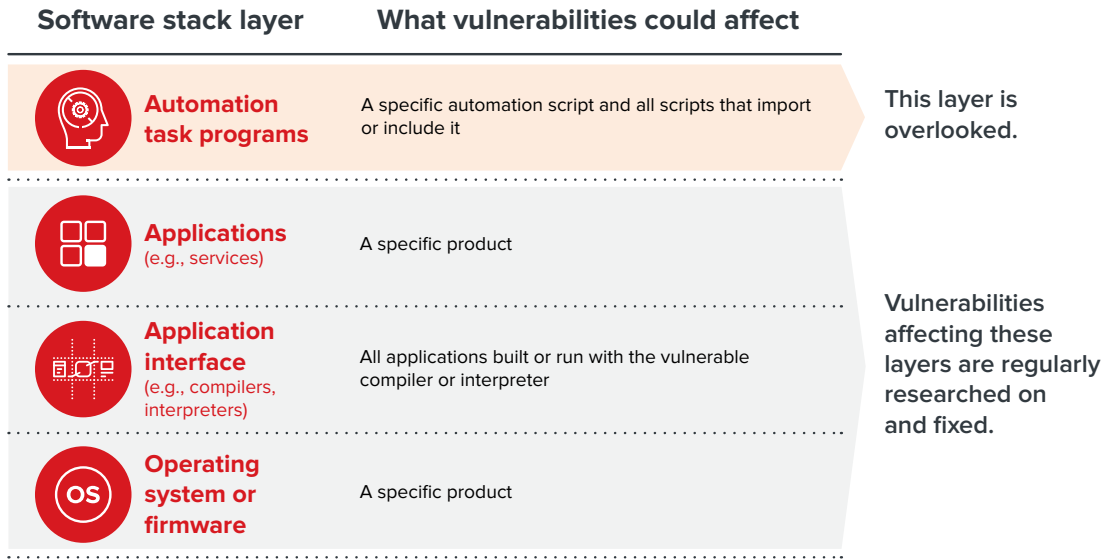 Software stack layer
What vulnerabilities could affect
Automation
task programs
A specific automation script and all scripts that import
or include it
This layer is
overlooked.
Applications
(e.g., services)
A specific product
Application
interface
(e.g., compilers,
interpreters)
All applications built or run with the vulnerable
compiler or interpreter
Vulnerabilities
affecting these
layers are regularly
researched on
and fixed.
OS
Operating
system or
firmware
A specific product